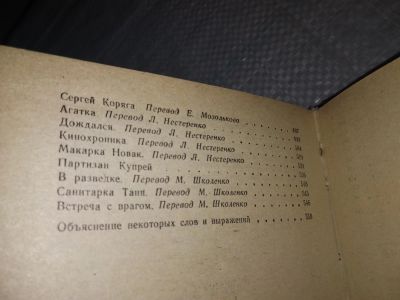 Сергей Коряга Перевод Е. Мозолькова
Агатка. Перевод Л. Нестеренко
Дождался. Перевод Л. Нестеренко
Кинохроника. Перевод Л. Нестеренко
Макарка Новак. Перевод Л. Нестеренко
Партизан Купрей
В разведке. Перевод М. Школенко
Санитарка Таня. Перевод М. Школенко
Встреча с врагом. Перевод М. Школенко
Объяснение некоторых слов и выражений